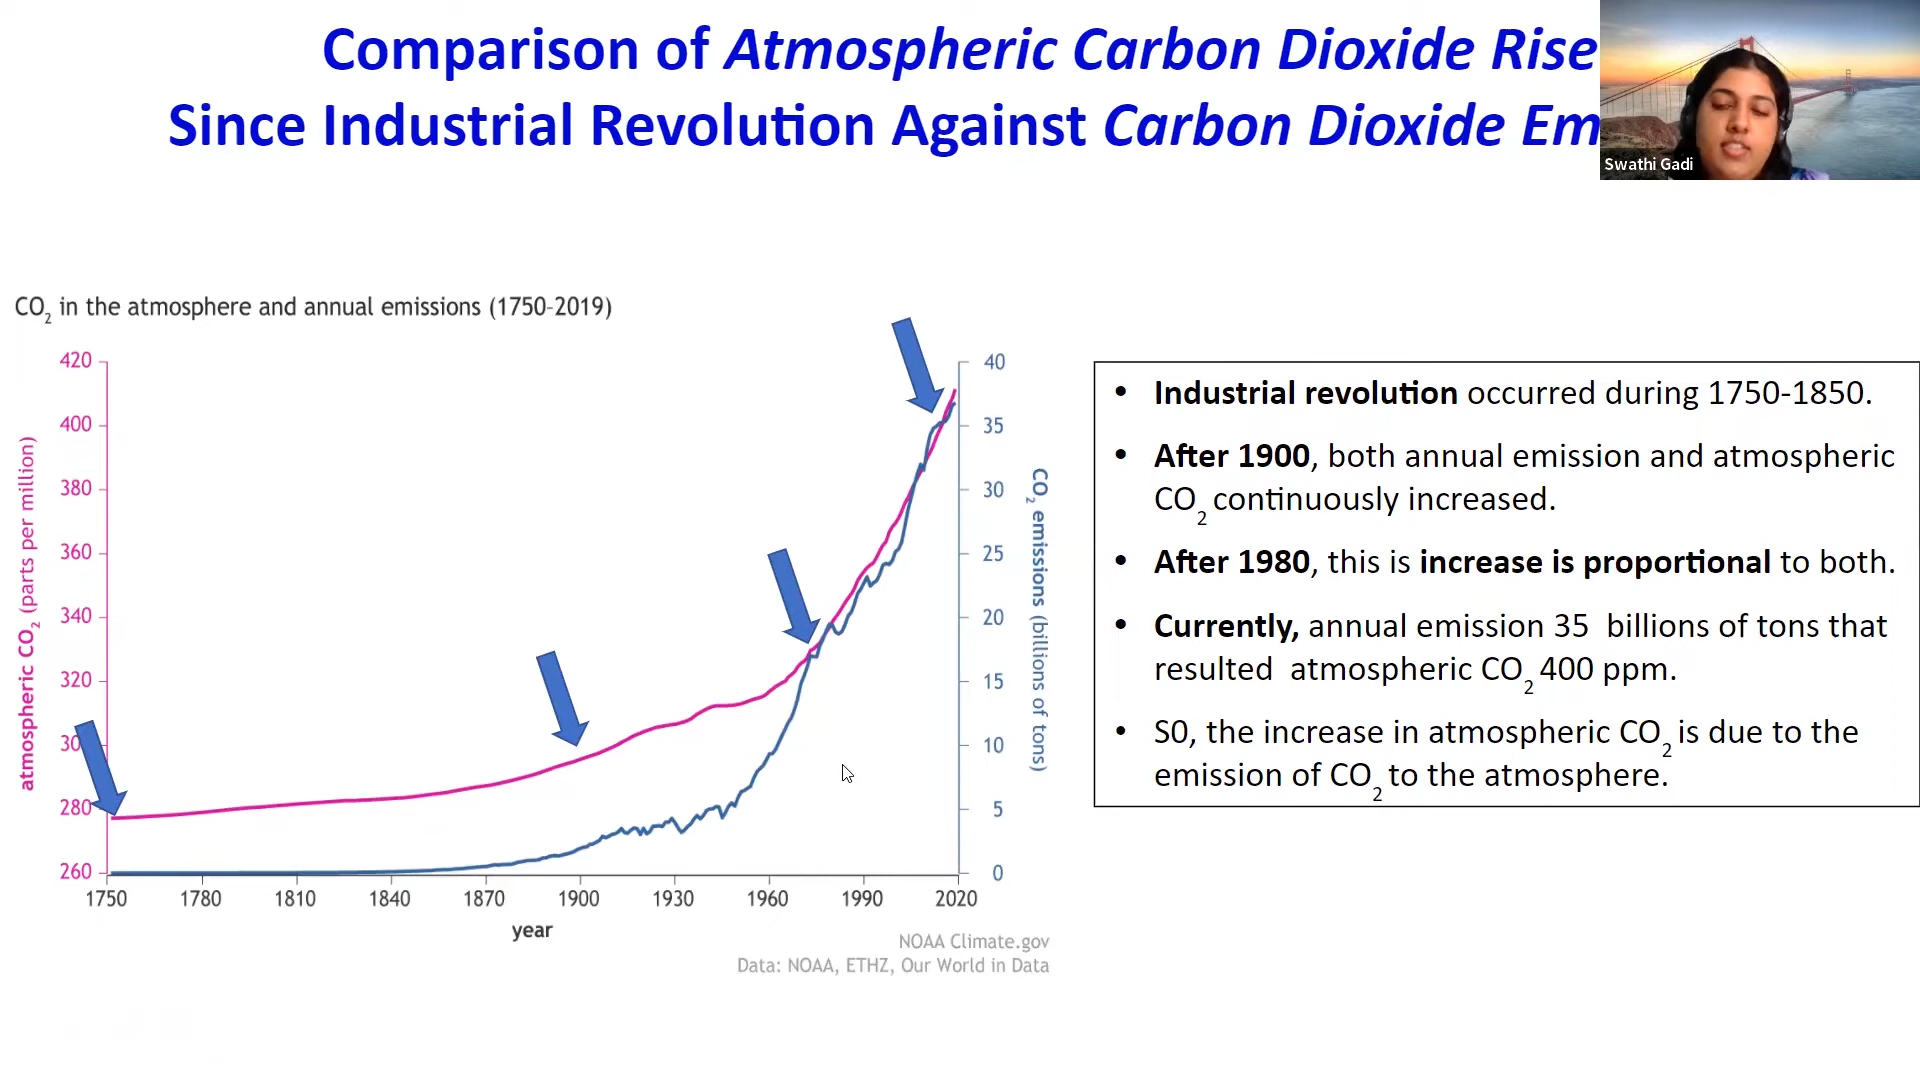 Comparison of Atmospheric Carbon Dioxide Rise
Since Industrial Revolution Against Carbon Dioxide Em
Swathi Gadi
CO2 in the atmosphere and annual emissions (1750-2019)
420
400
380
360
340
320
30
280
260
atmospheric CO2 (parts per million)
40
35
30
25
20
15
10
5
0
CO2 emissions (billions of tons)
1750 1780 1810 1840 1870 1900 1930 1960 1990 2020
year
NOAA Climate.gov
Data: NOAA, ETHZ, Our World in Data
• Industrial revolution occurred during 1750-1850.
• After 1900, both annual emission and atmospheric
CO2 continuously increased.
• After 1980, this is increase is proportional to both.
• Currently, annual emission 35 billions of tons that
resulted atmospheric CO2 400 ppm.
• S0, the increase in atmospheric CO2 is due to the
emission of CO2 to the atmosphere.